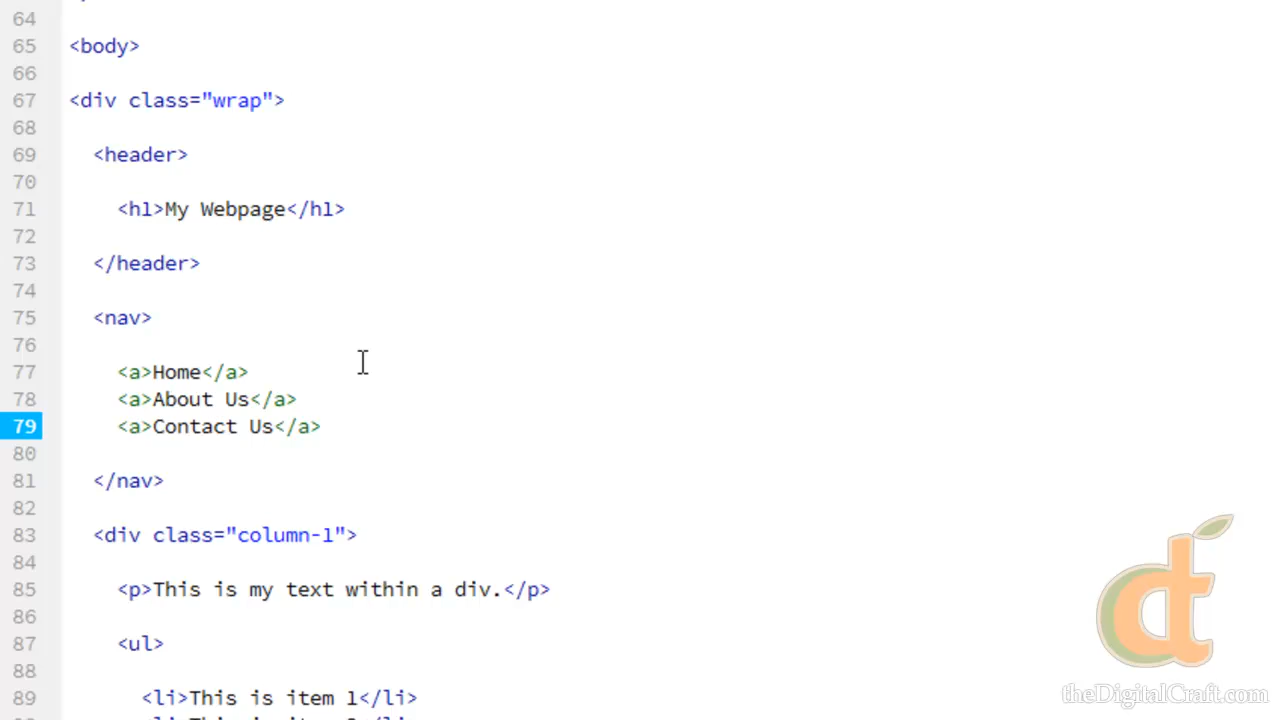 64
65 <body>
66
67 <div class="wrap">
68
69 <header>
70
71 <h1>My Webpage</h1>
72
73 </header>
74
75 <nav>
76
77 <a>Home</a>
78 <a>About Us</a>
79 <a>Contact Us</a>
80
81 </nav>
82
83 <div class="column-1">
84
85 <p>This is my text within a div.</p>
86
87 <ul>
88
89 <li>This is item 1</li>
dt
theDigitalCraft.com